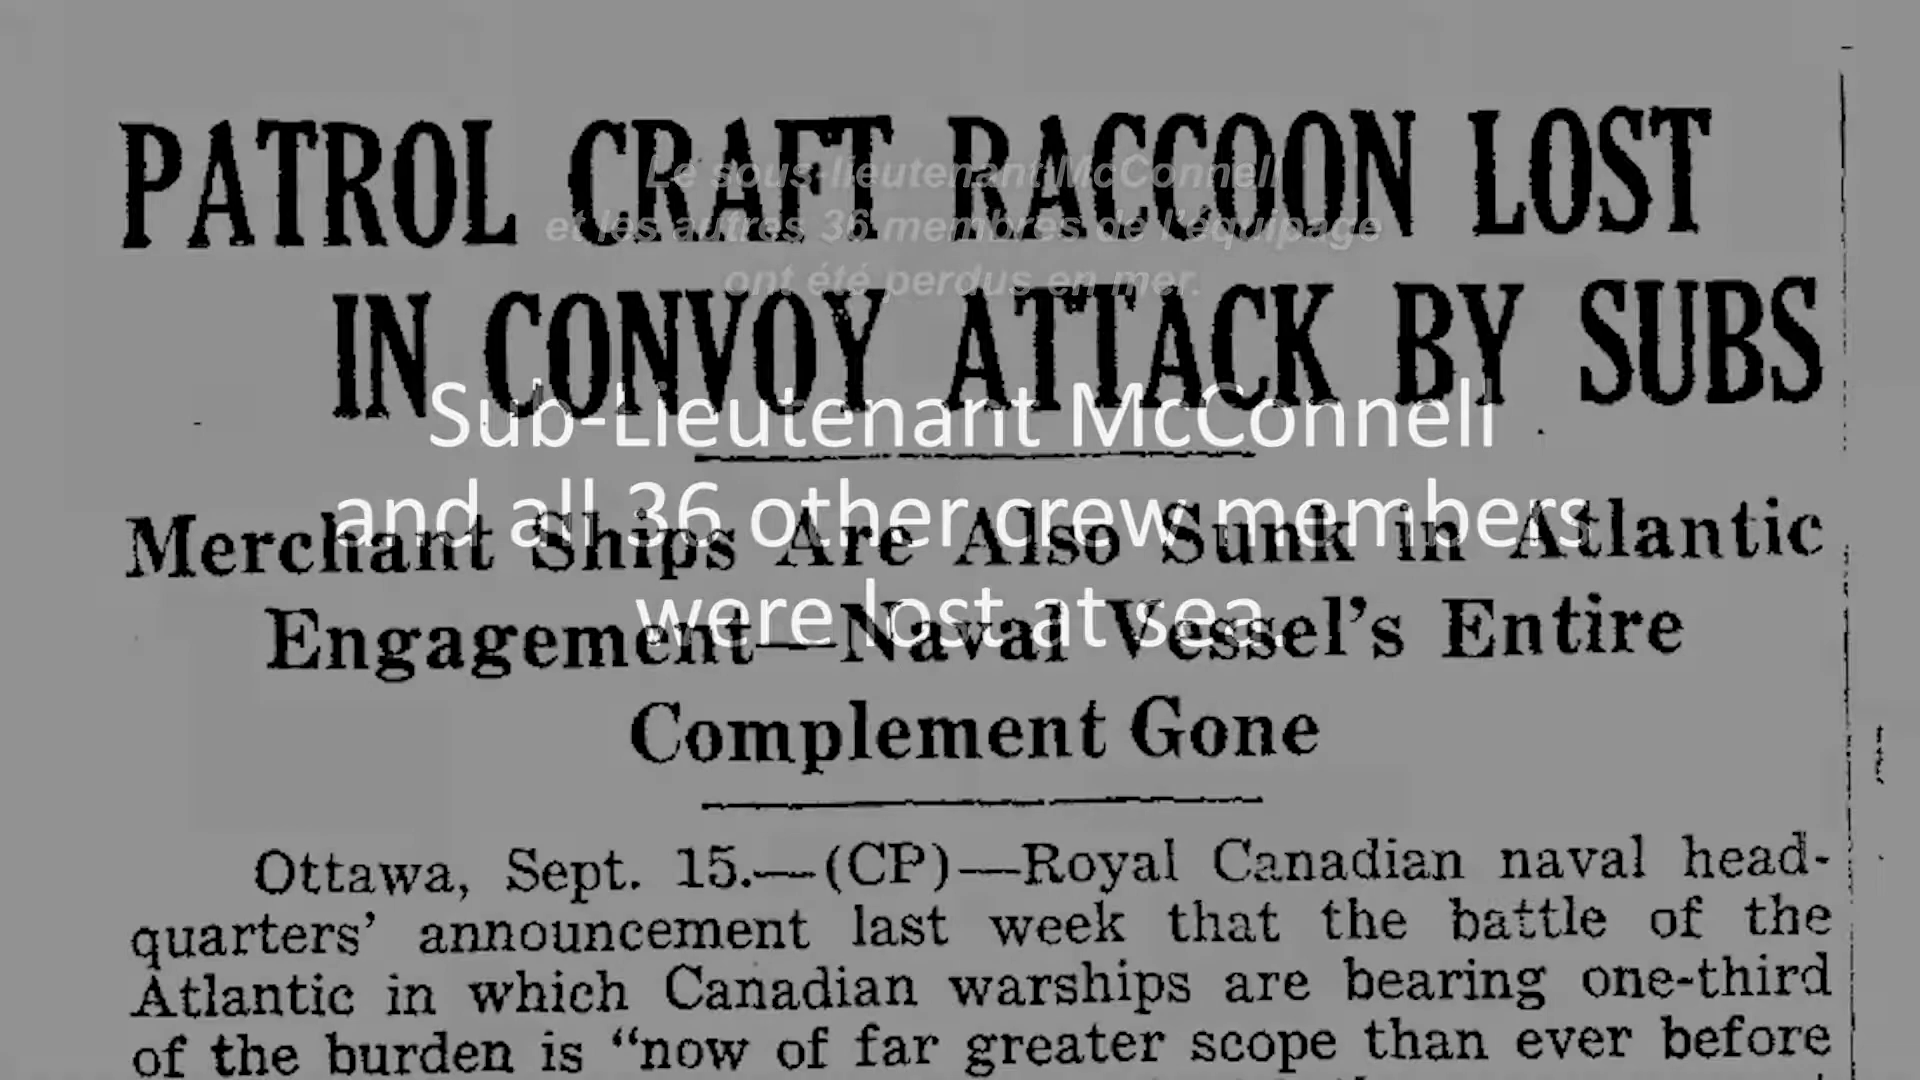 PATROL CRAFT RACCOON LOST
Le sous-lieutenant McConnell
et les autres 36 membres de l'équipage
ont été perdus en mer.
IN CONVOY ATTACK BY SUBS
Sub-Lieutenant McConnell
and all 36 other crew members
were lost at sea.
Merchant Ships Are Also Sunk in Atlantic
Engagement—Naval Vessel's Entire
Complement Gone
Ottawa, Sept. 15.—(CP)—Royal Canadian naval head-
quarters' announcement last week that the battle of the
Atlantic in which Canadian warships are bearing one-third
of the burden is "now of far greater scope than ever before